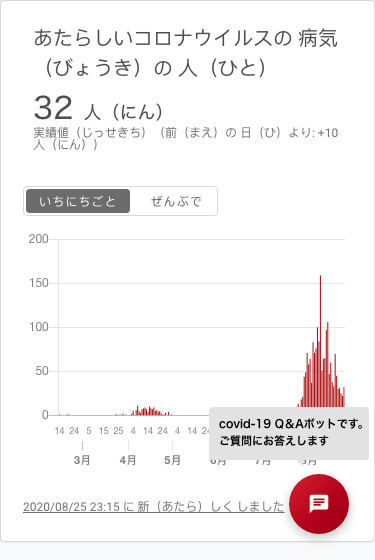 あたらしいコロナウイルスの 病気
（びょうき）の 人（ひと）
32 人（にん）
実績値（じっせきち）（前（まえ）の 日（ひ）より: +10
人（にん））
いちにちごと ぜんぶで
200
150
100
50
0
14 24 5 15 25 4 14 24 4 14 24
3月 4月 5月 6月 7月 8月
covid-19 Q&Aボットです。
ご質問にお答えします
2020/08/25 23:15 に 新（あたら）しく しました